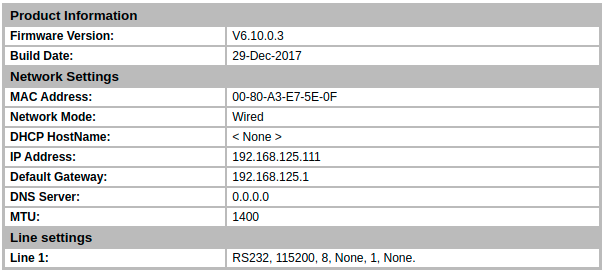 Product Information
Firmware Version: V6.10.0.3
Build Date: 29-Dec-2017
Network Settings
MAC Address: 00-80-A3-E7-5E-0F
Network Mode: Wired
DHCP HostName: < None >
IP Address: 192.168.125.111
Default Gateway: 192.168.125.1
DNS Server: 0.0.0.0
MTU: 1400
Line settings
Line 1: RS232, 115200, 8, None, 1, None.